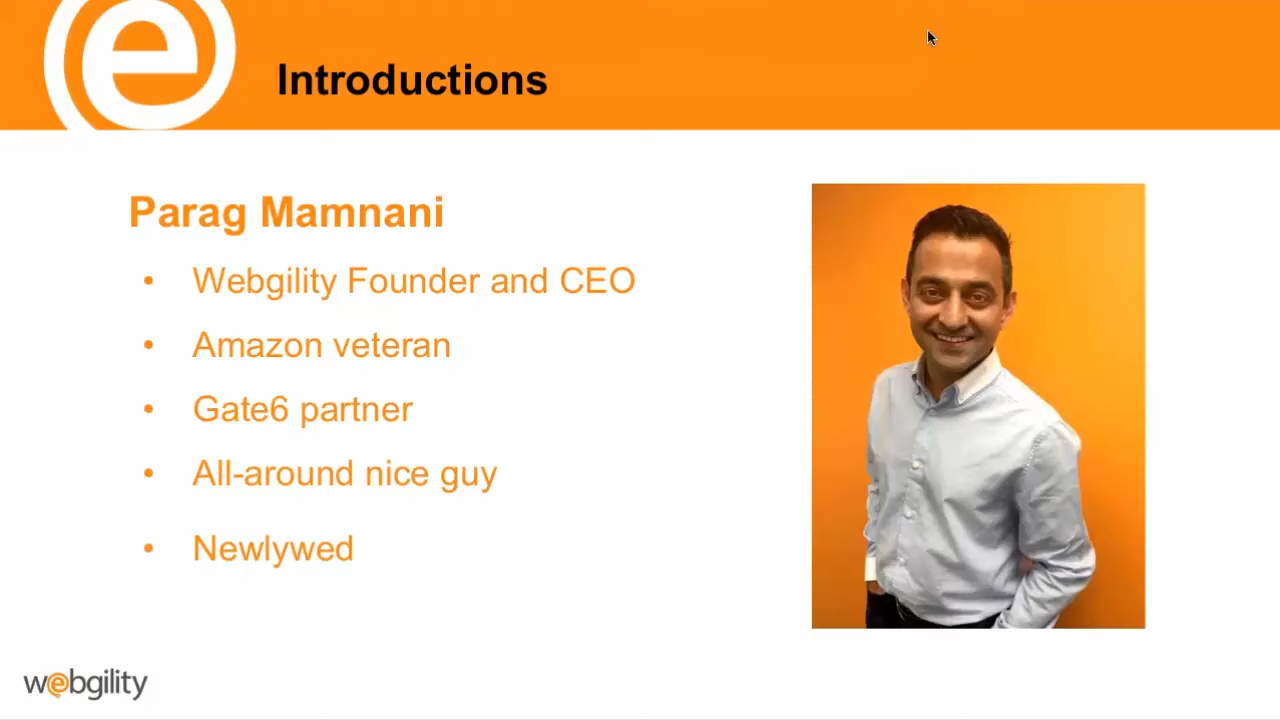 Introductions
Parag Mamnani
• Webgility Founder and CEO
• Amazon veteran
• Gate6 partner
• All-around nice guy
• Newlywed
webgility